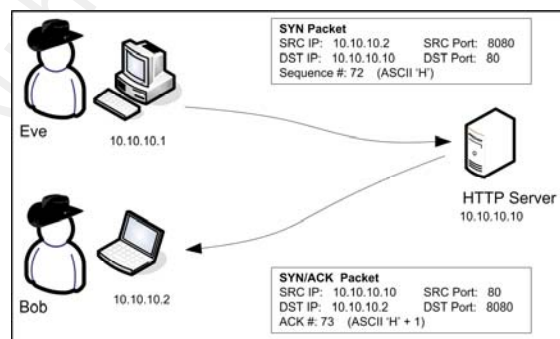 SYN Packet
SRC IP: 10.10.10.2 SRC Port: 8080
DST IP: 10.10.10.10 DST Port: 80
Sequence #: 72 (ASCII 'H')
Eve
10.10.10.1
HTTP Server
10.10.10.10
Bob
10.10.10.2
SYN/ACK Packet
SRC IP: 10.10.10.10 SRC Port: 80
DST IP: 10.10.10.2 DST Port: 8080
ACK #: 73 (ASCII 'H' + 1)